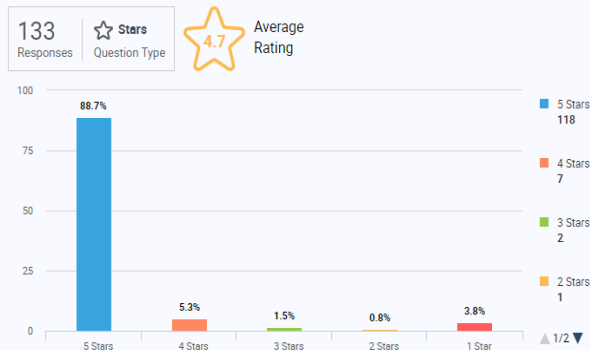 133
Responses
Stars
Question Type
4.7
Average
Rating
100
75
50
25
0
88.7%
5.3%
1.5%
0.8%
3.8%
5 Stars
4 Stars
3 Stars
2 Stars
1 Star
5 Stars
118
4 Stars
7
3 Stars
2
2 Stars
1
1/2